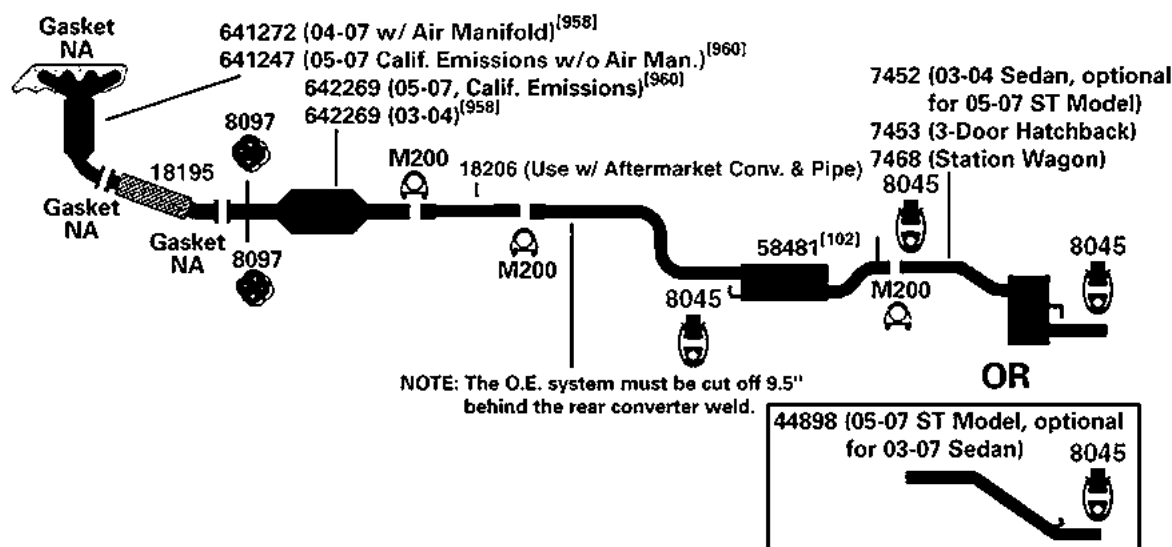 Gasket
NA
641272 (04-07 w/ Air Manifold)[958]
641247 (05-07 Calif. Emissions w/o Air Man.)[960]
642269 (05-07, Calif. Emissions)[960]
642269 (03-04)[958]
7452 (03-04 Sedan, optional
for 05-07 ST Model)
7453 (3-Door Hatchback)
7468 (Station Wagon)
8097
M200
18206 (Use w/ Aftermarket Conv. & Pipe)
8045
18195
Gasket
NA
Gasket
NA
8097
M200
58481[102]
8045
M200
8045
NOTE: The O.E. system must be cut off 9.5"
behind the rear converter weld.
OR
44898 (05-07 ST Model, optional
for 03-07 Sedan)
8045